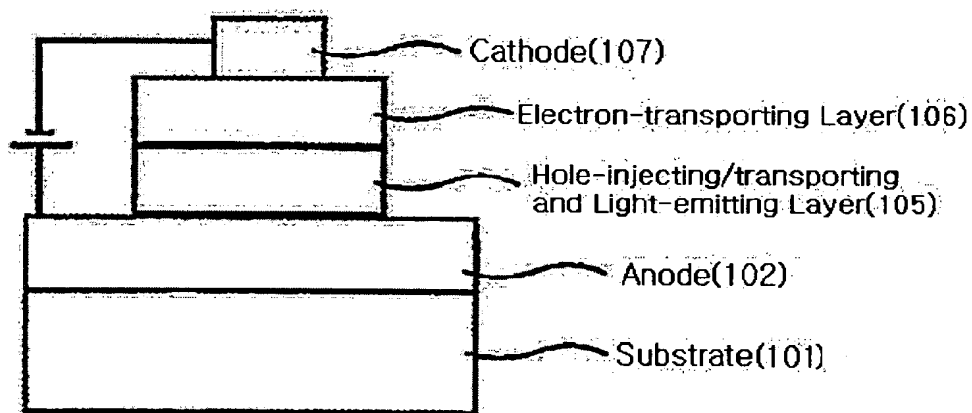 Cathode(107)
Electron-transporting Layer(106)
Hole-injecting/transporting
and Light-emitting Layer(105)
Anode(102)
Substrate(101)